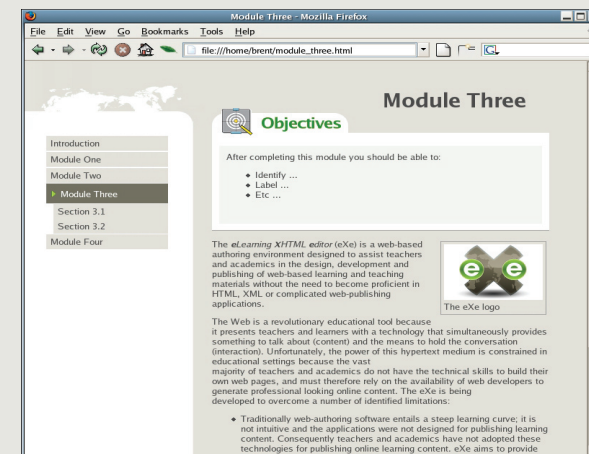 Module Three - Mozilla Firefox
File Edit View Go Bookmarks Tools Help
file:///home/brent/module_three.html
G
Module Three
Objectives
Introduction
Module One
Module Two
Module Three
Section 3.1
Section 3.2
Module Four
After completing this module you should be able to:
Identify ...
Label ...
Etc ...
The eLearning XHTML editor (eXe) is a web-based
authoring environment designed to assist teachers
and academics in the design, development and
publishing of web-based learning and teaching
materials without the need to become proficient in
HTML, XML or complicated web-publishing
applications.
e e
The eXe logo
The Web is a revolutionary educational tool because
it presents teachers and learners with a technology that simultaneously provides
something to talk about (content) and the means to hold the conversation
(interaction). Unfortunately, the power of this hypertext medium is constrained in
educational settings because the vast
majority of teachers and academics do not have the technical skills to build their
own web pages, and must therefore rely on the availability of web developers to
generate professional looking online content. The eXe is being
developed to overcome a number of identified limitations:
Traditionally web-authoring software entails a steep learning curve; it is
not intuitive and the applications were not designed for publishing learning
content. Consequently teachers and academics have not adopted these
technologies for publishing online learning content. eXe aims to provide